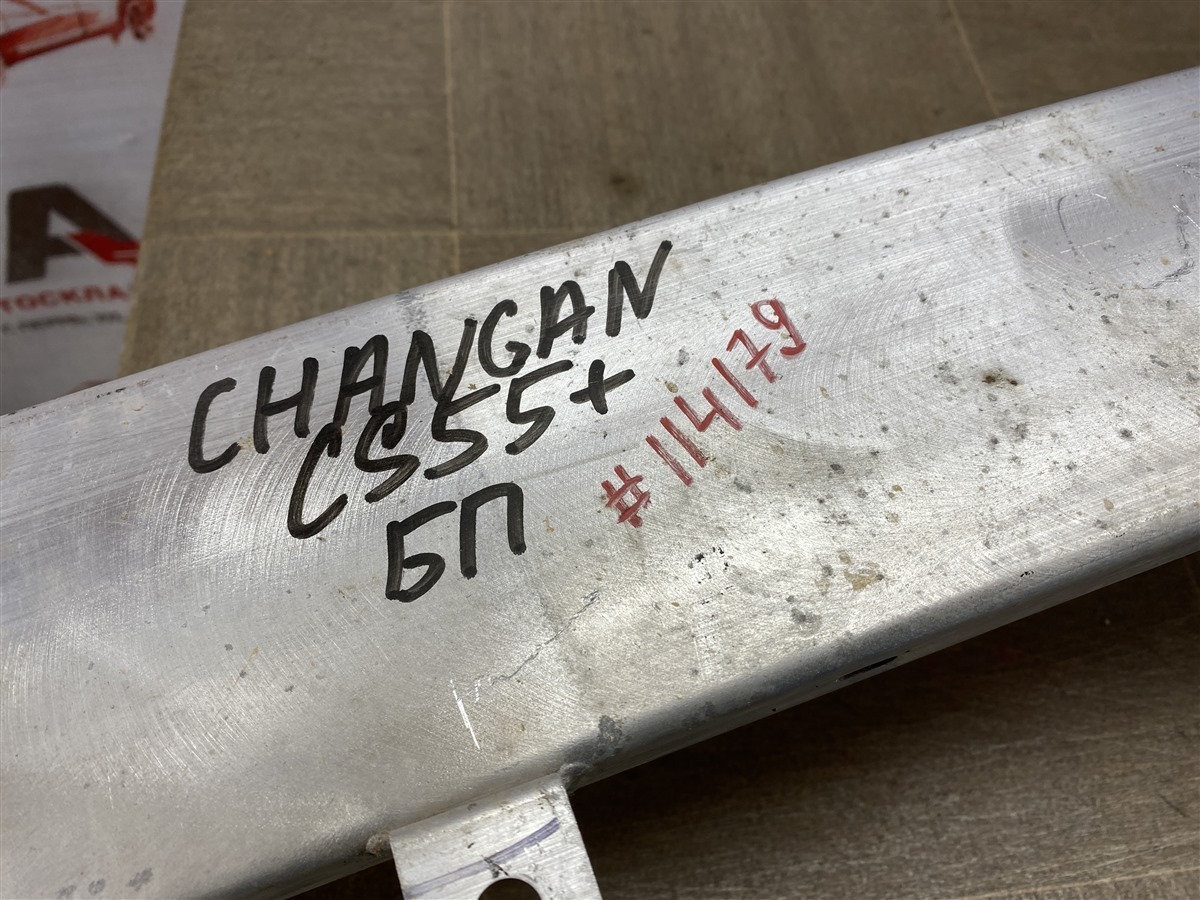 CHANGAN
CS55+
БП
#114179